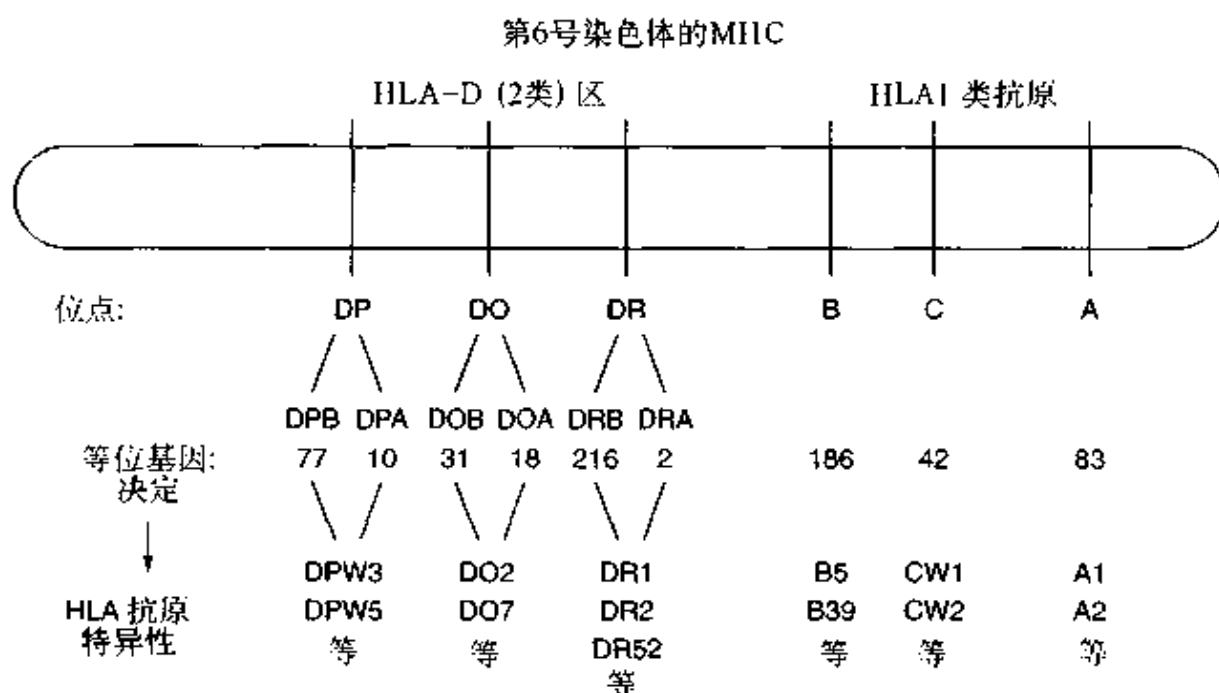 第6号染色体的MHC
HLA-D (2类) 区 HLA1 类抗原
位点: DP DO DR B C A
DPB DPA DOB DOA DRB DRA
等位基因: 77 10 31 18 216 2 186 42 83
决定
DPW3 DO2 DR1 B5 CW1 A1
HLA 抗原 DPW5 DO7 DR2 B39 CW2 A2
特异性 等 等 DR52 等 等 等
等